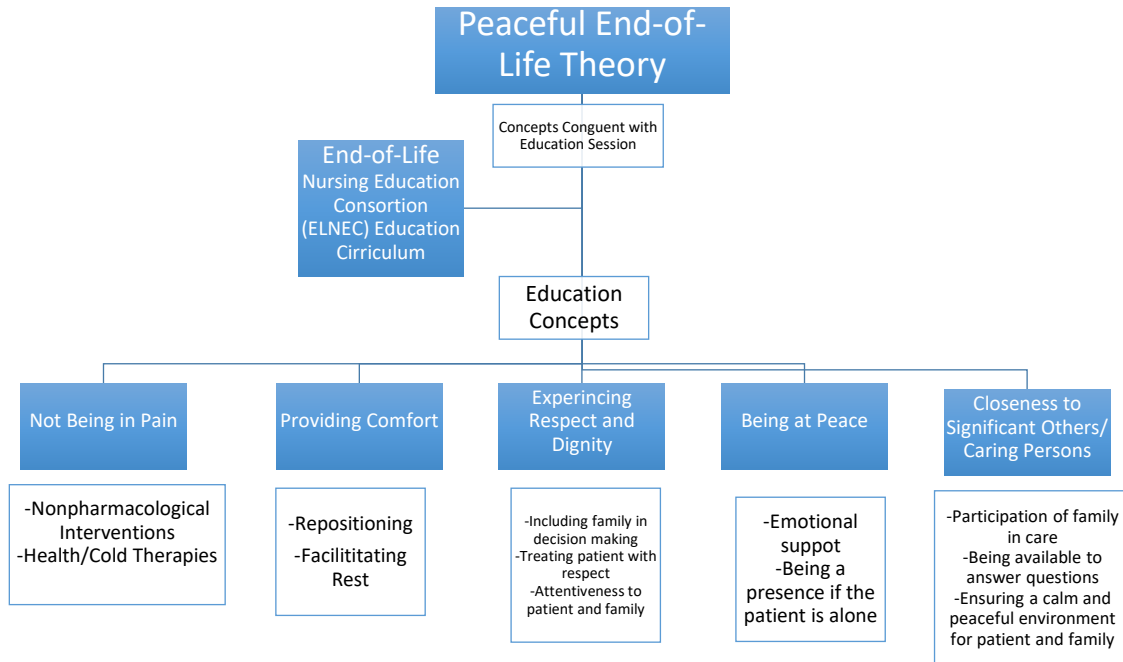 Peaceful End-of-
Life Theory
Concepts Conguent with
Education Session
End-of-Life
Nursing Education
Consortion
(ELNEC) Education
Cirriculum
Education
Concepts
Not Being in Pain
-Nonpharmacological
Interventions
-Health/Cold Therapies
Providing Comfort
-Repositioning
-Facilititating
Rest
Experincing
Respect and
Dignity
-Including family in
decision making
-Treating patient with
respect
-Attentiveness to
patient and family
Being at Peace
-Emotional
suppot
-Being a
presence if the
patient is alone
Closeness to
Significant Others/
Caring Persons
-Participation of family
in care
-Being available to
answer questions
-Ensuring a calm and
peaceful environment
for patient and family